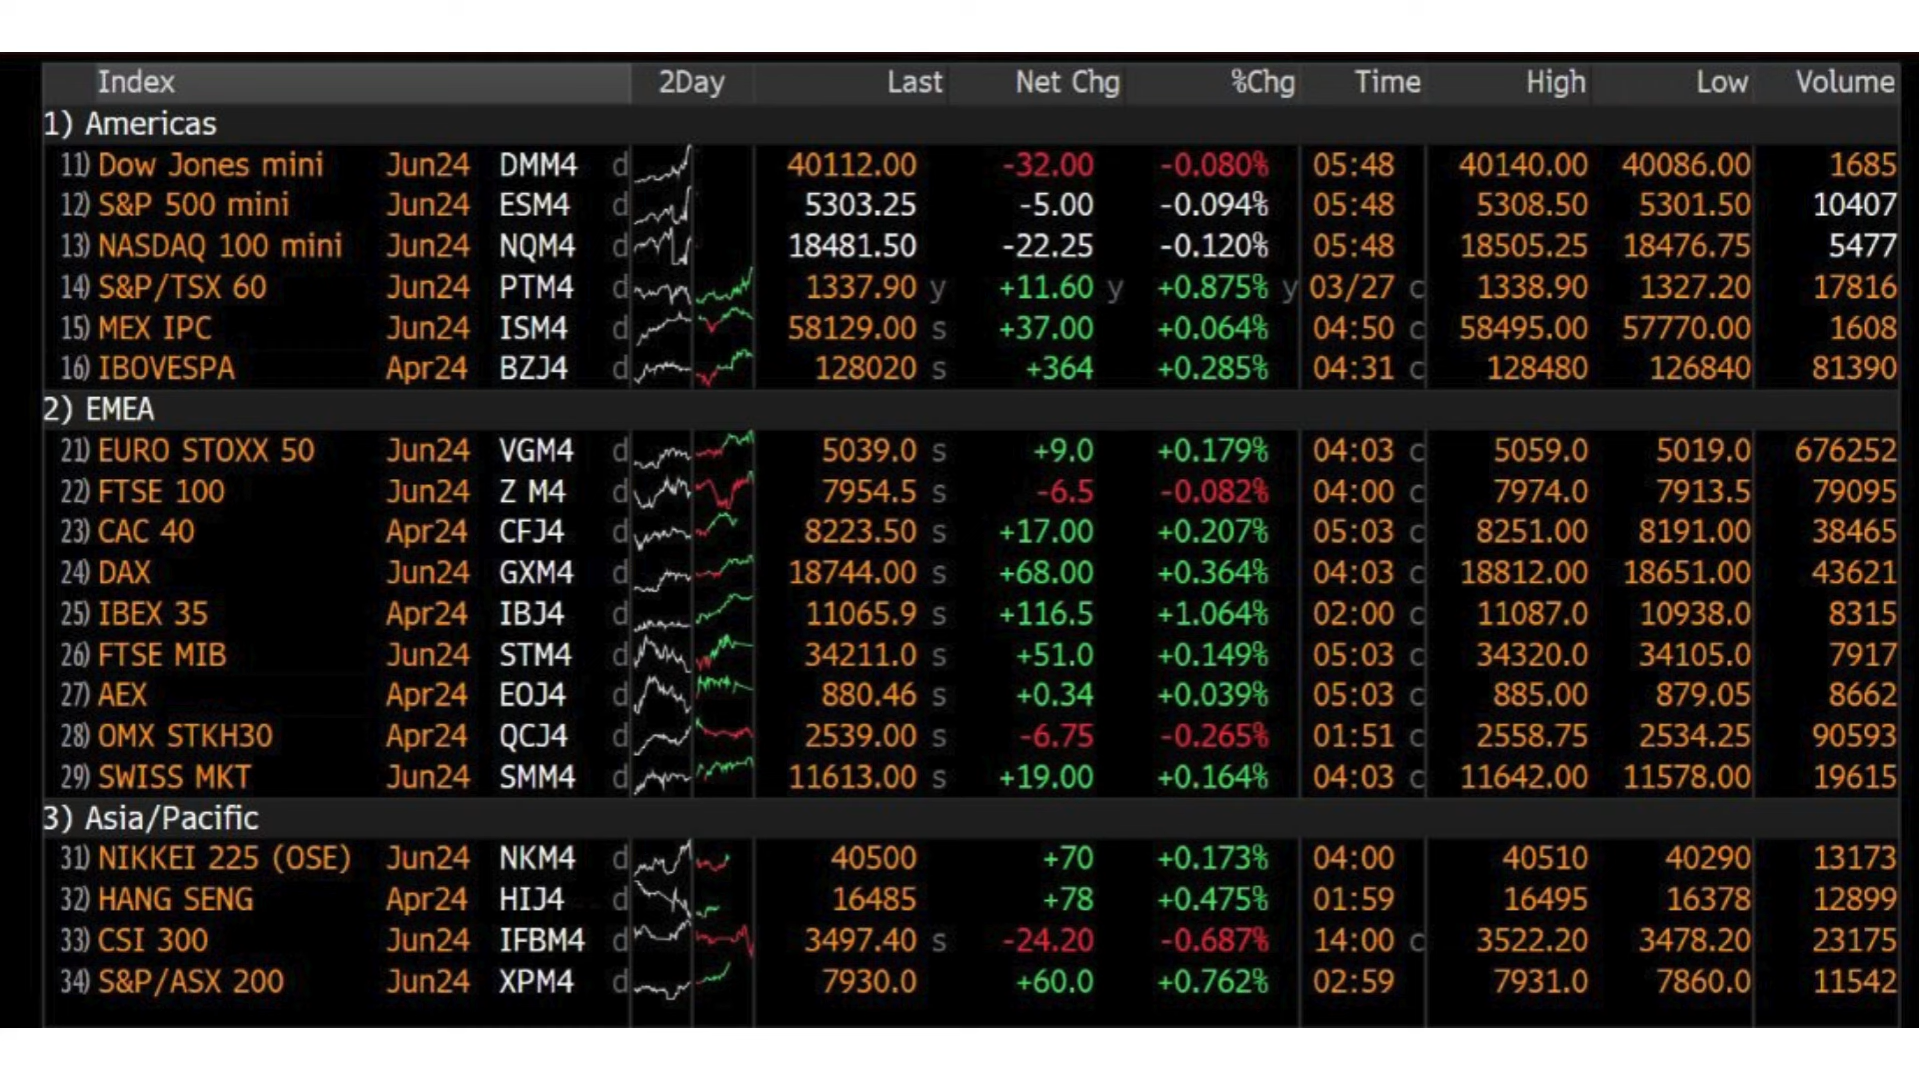 Index 2Day Last Net Chg %Chg Time High Low Volume
1) Americas
11) Dow Jones mini Jun24 DMM4 d 40112.00 -32.00 -0.080% 05:48 40140.00 40086.00 1685
12) S&P 500 mini Jun24 ESM4 d 5303.25 -5.00 -0.094% 05:48 5308.50 5301.50 10407
13) NASDAQ 100 mini Jun24 NQM4 d 18481.50 -22.25 -0.120% 05:48 18505.25 18476.75 5477
14) S&P/TSX 60 Jun24 PTM4 d 1337.90 y +11.60 y +0.875% y 03/27 c 1338.90 1327.20 17816
15) MEX IPC Jun24 ISM4 d 58129.00 s +37.00 +0.064% 04:50 c 58495.00 57770.00 1608
16) IBOVESPA Apr24 BZJ4 d 128020 s +364 +0.285% 04:31 c 128480 126840 81390
2) EMEA
21) EURO STOXX 50 Jun24 VGM4 d 5039.0 s +9.0 +0.179% 04:03 c 5059.0 5019.0 676252
22) FTSE 100 Jun24 Z M4 d 7954.5 s -6.5 -0.082% 04:00 c 7974.0 7913.5 79095
23) CAC 40 Apr24 CFJ4 d 8223.50 s +17.00 +0.207% 05:03 c 8251.00 8191.00 38465
24) DAX Jun24 GXM4 d 18744.00 s +68.00 +0.364% 04:03 c 18812.00 18651.00 43621
25) IBEX 35 Apr24 IBJ4 d 11065.9 s +116.5 +1.064% 02:00 c 11087.0 10938.0 8315
26) FTSE MIB Jun24 STM4 d 34211.0 s +51.0 +0.149% 05:03 c 34320.0 34105.0 7917
27) AEX Apr24 EOJ4 d 880.46 s +0.34 +0.039% 05:03 c 885.00 879.05 8662
28) OMX STKH30 Apr24 QCJ4 d 2539.00 s -6.75 -0.265% 01:51 c 2558.75 2534.25 90593
29) SWISS MKT Jun24 SMM4 d 11613.00 s +19.00 +0.164% 04:03 c 11642.00 11578.00 19615
3) Asia/Pacific
31) NIKKEI 225 (OSE) Jun24 NKM4 d 40500 +70 +0.173% 04:00 40510 40290 13173
32) HANG SENG Apr24 HIJ4 d 16485 +78 +0.475% 01:59 16495 16378 12899
33) CSI 300 Jun24 IFBM4 d 3497.40 s -24.20 -0.687% 14:00 c 3522.20 3478.20 23175
34) S&P/ASX 200 Jun24 XPM4 d 7930.0 +60.0 +0.762% 02:59 7931.0 7860.0 11542